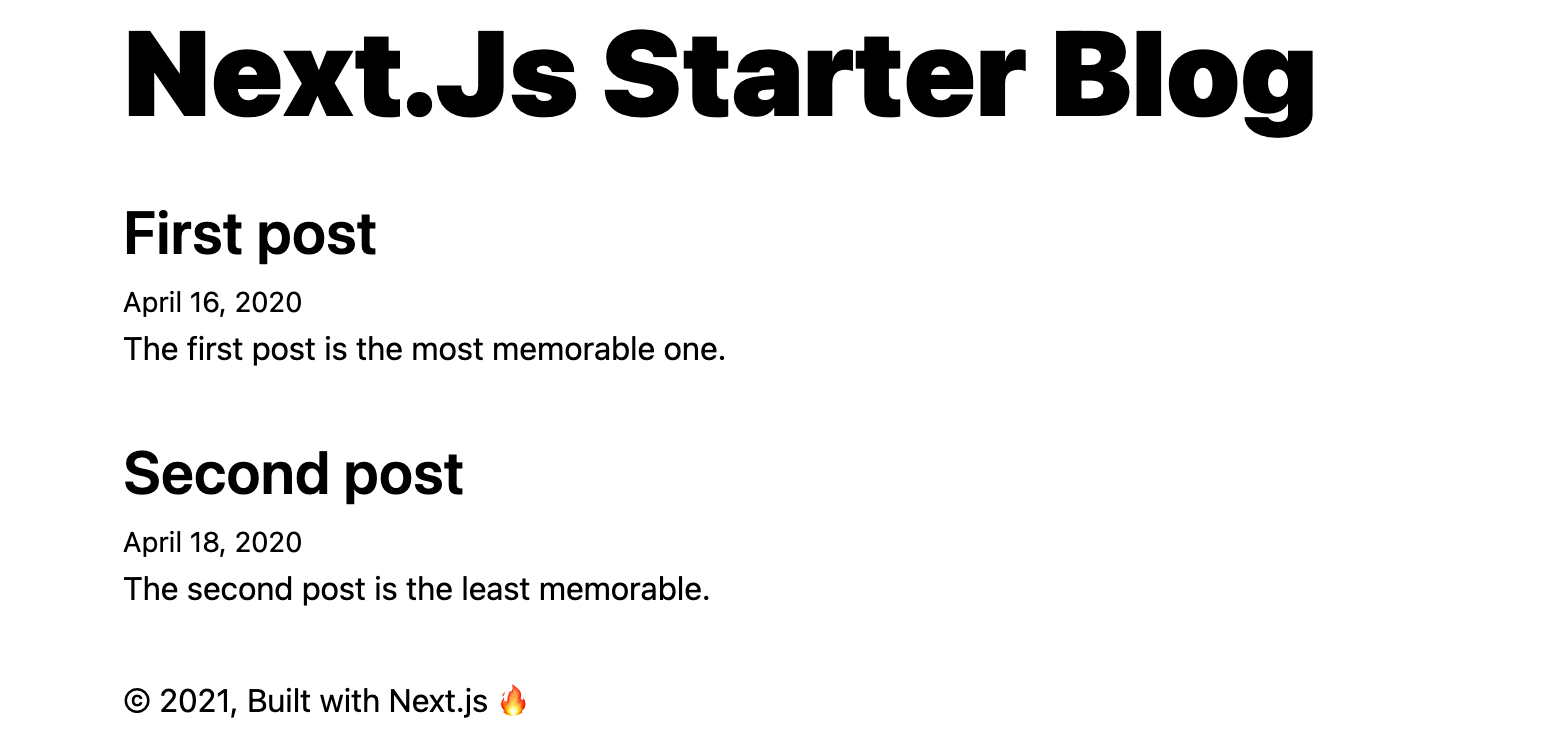 Next.Js Starter Blog
First post
April 16, 2020
The first post is the most memorable one.
Second post
April 18, 2020
The second post is the least memorable.
© 2021, Built with Next.js 🔥